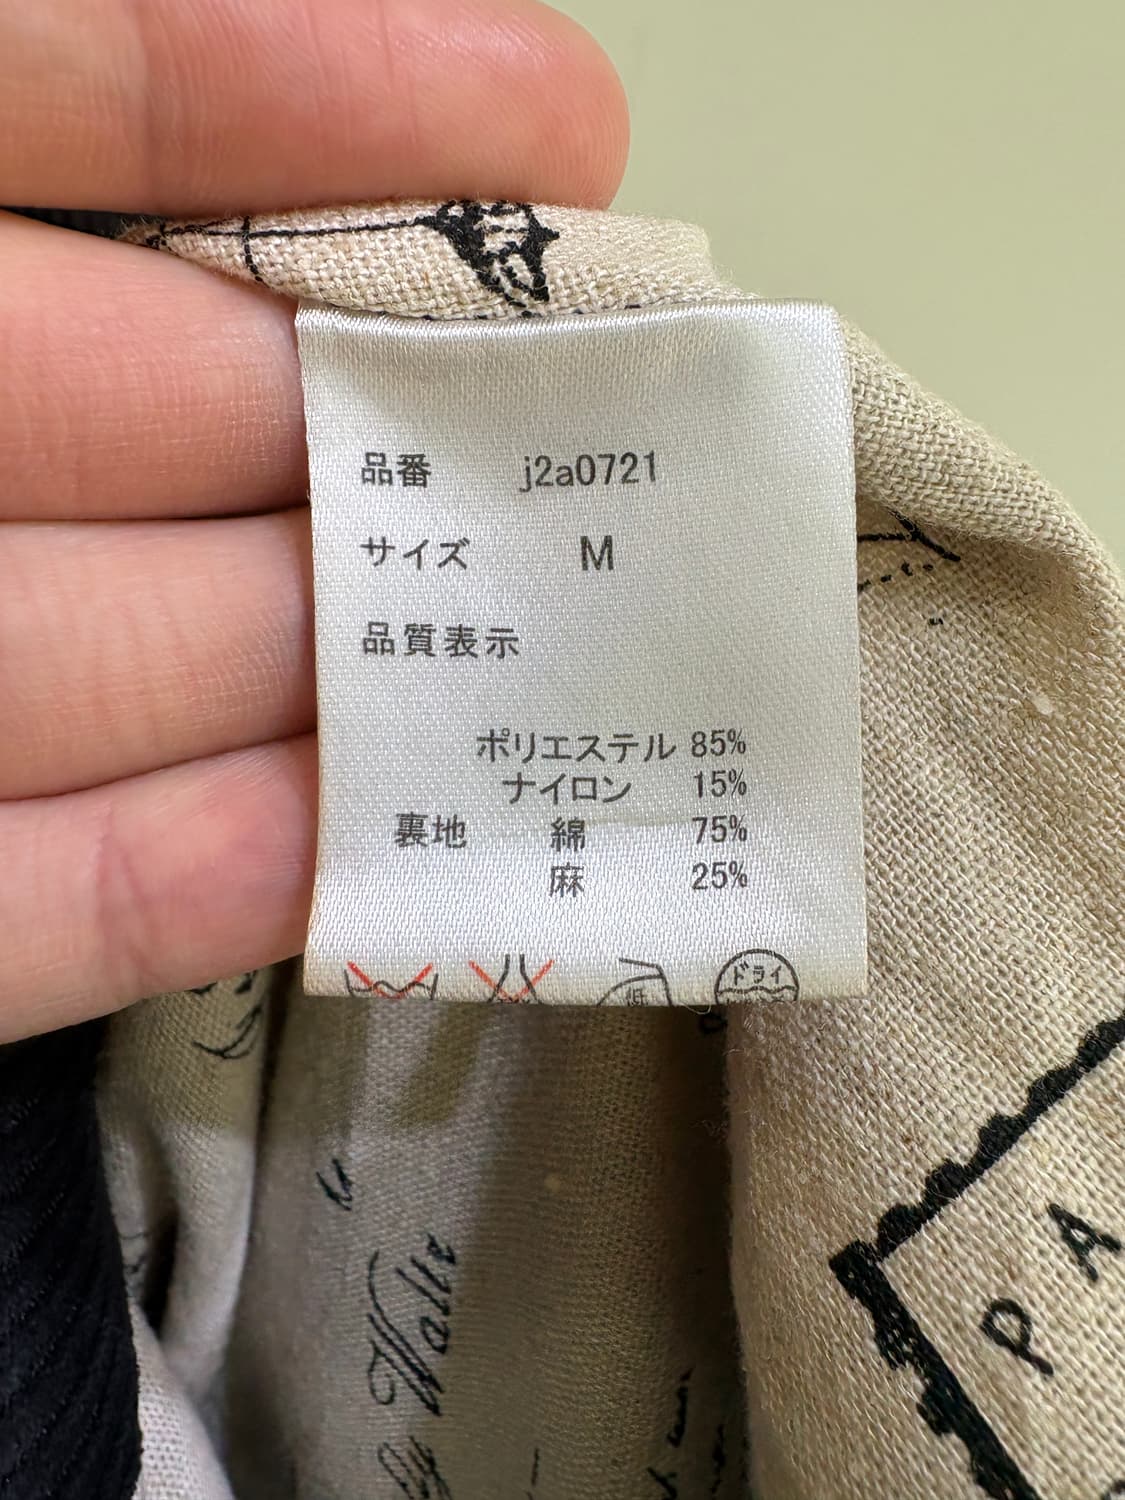 品番 j2a0721
サイズ M
品質表示
ポリエステル 85%
ナイロン 15%
裏地 綿 75%
麻 25%
ドライ
PA